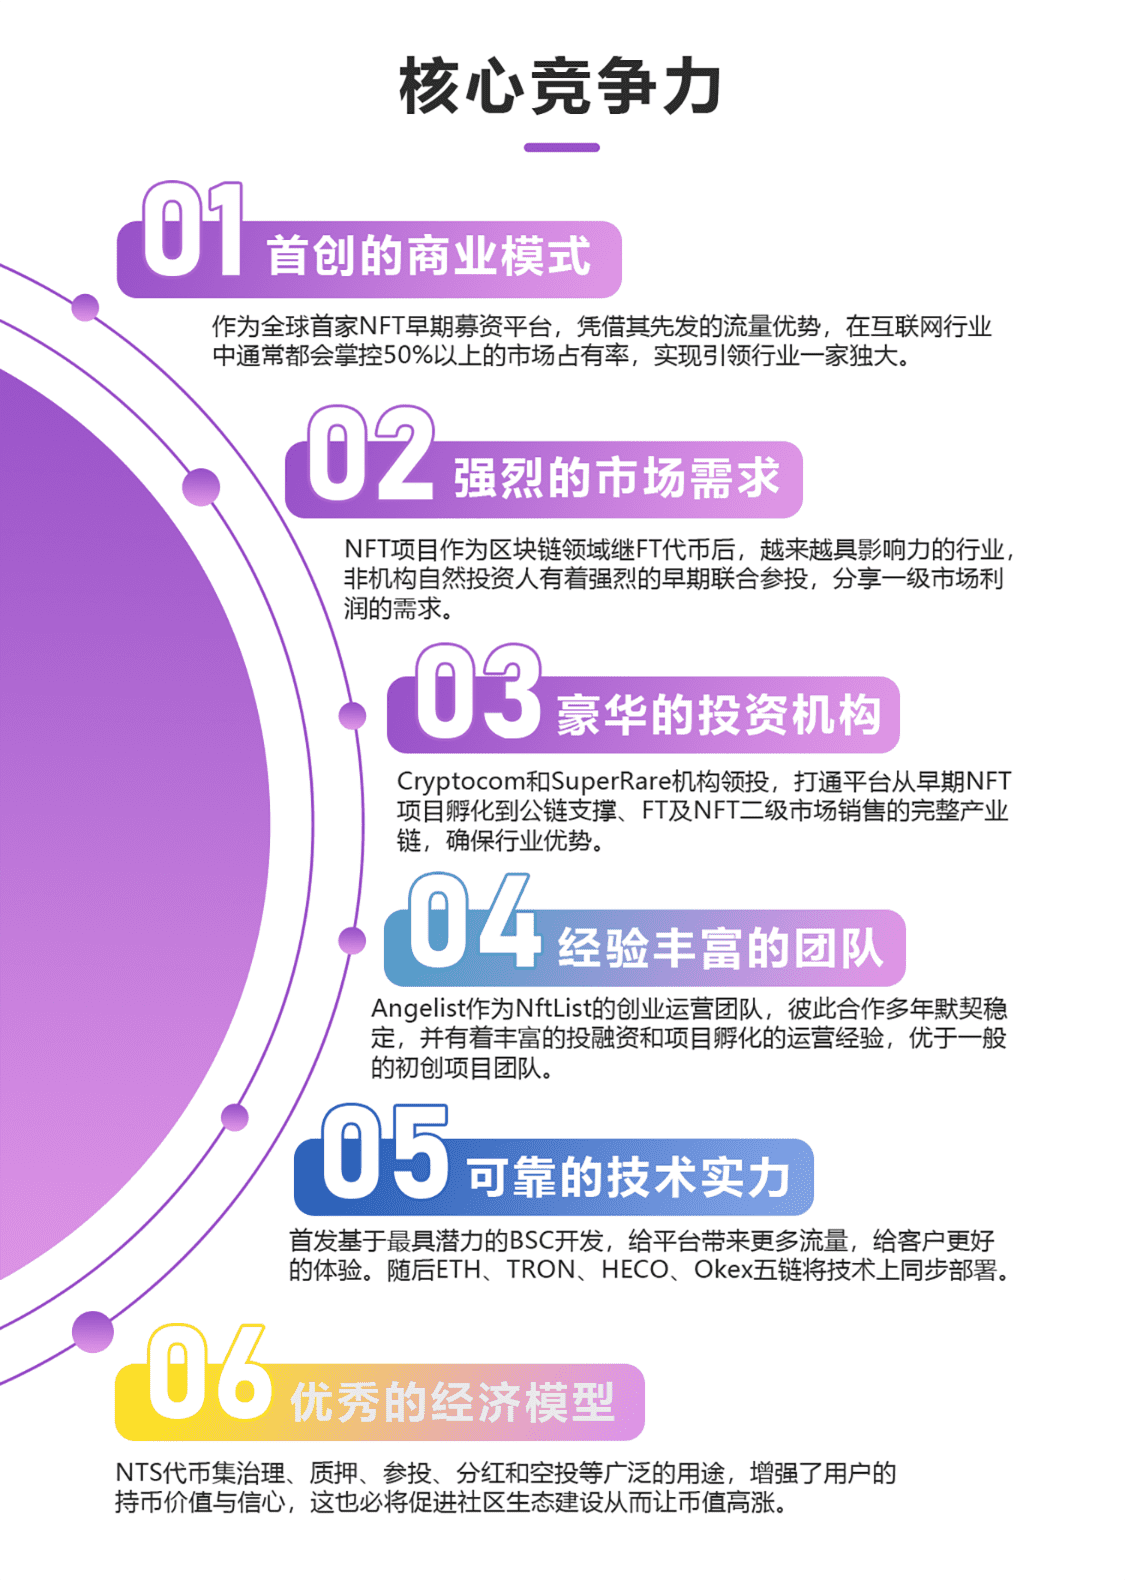 核心竞争力
01 首创的商业模式
作为全球首家NFT早期募资平台，凭借其先发的流量优势，在互联网行业
中通常都会掌控50%以上的市场占有率，实现引领行业一家独大。
02 强烈的市场需求
NFT项目作为区块链领域继FT代币后，越来越具影响力的行业，
非机构自然投资人有着强烈的早期联合参投，分享一级市场利
润的需求。
03 豪华的投资机构
Cryptocom和SuperRare机构领投，打通平台从早期NFT
项目孵化到公链支撑、FT及NFT二级市场销售的完整产业
链，确保行业优势。
04 经验丰富的团队
Angelist作为NftList的创业运营团队，彼此合作多年默契稳
定，并有着丰富的投融资和项目孵化的运营经验，优于一般
的初创项目团队。
05 可靠的技术实力
首发基于最具潜力的BSC开发，给平台带来更多流量，给客户更好
的体验。随后ETH、TRON、HECO、Okex五链将技术上同步部署。
06 优秀的经济模型
NTS代币集治理、质押、参投、分红和空投等广泛的用途，增强了用户的
持币价值与信心，这也必将促进社区生态建设从而让币值高涨。